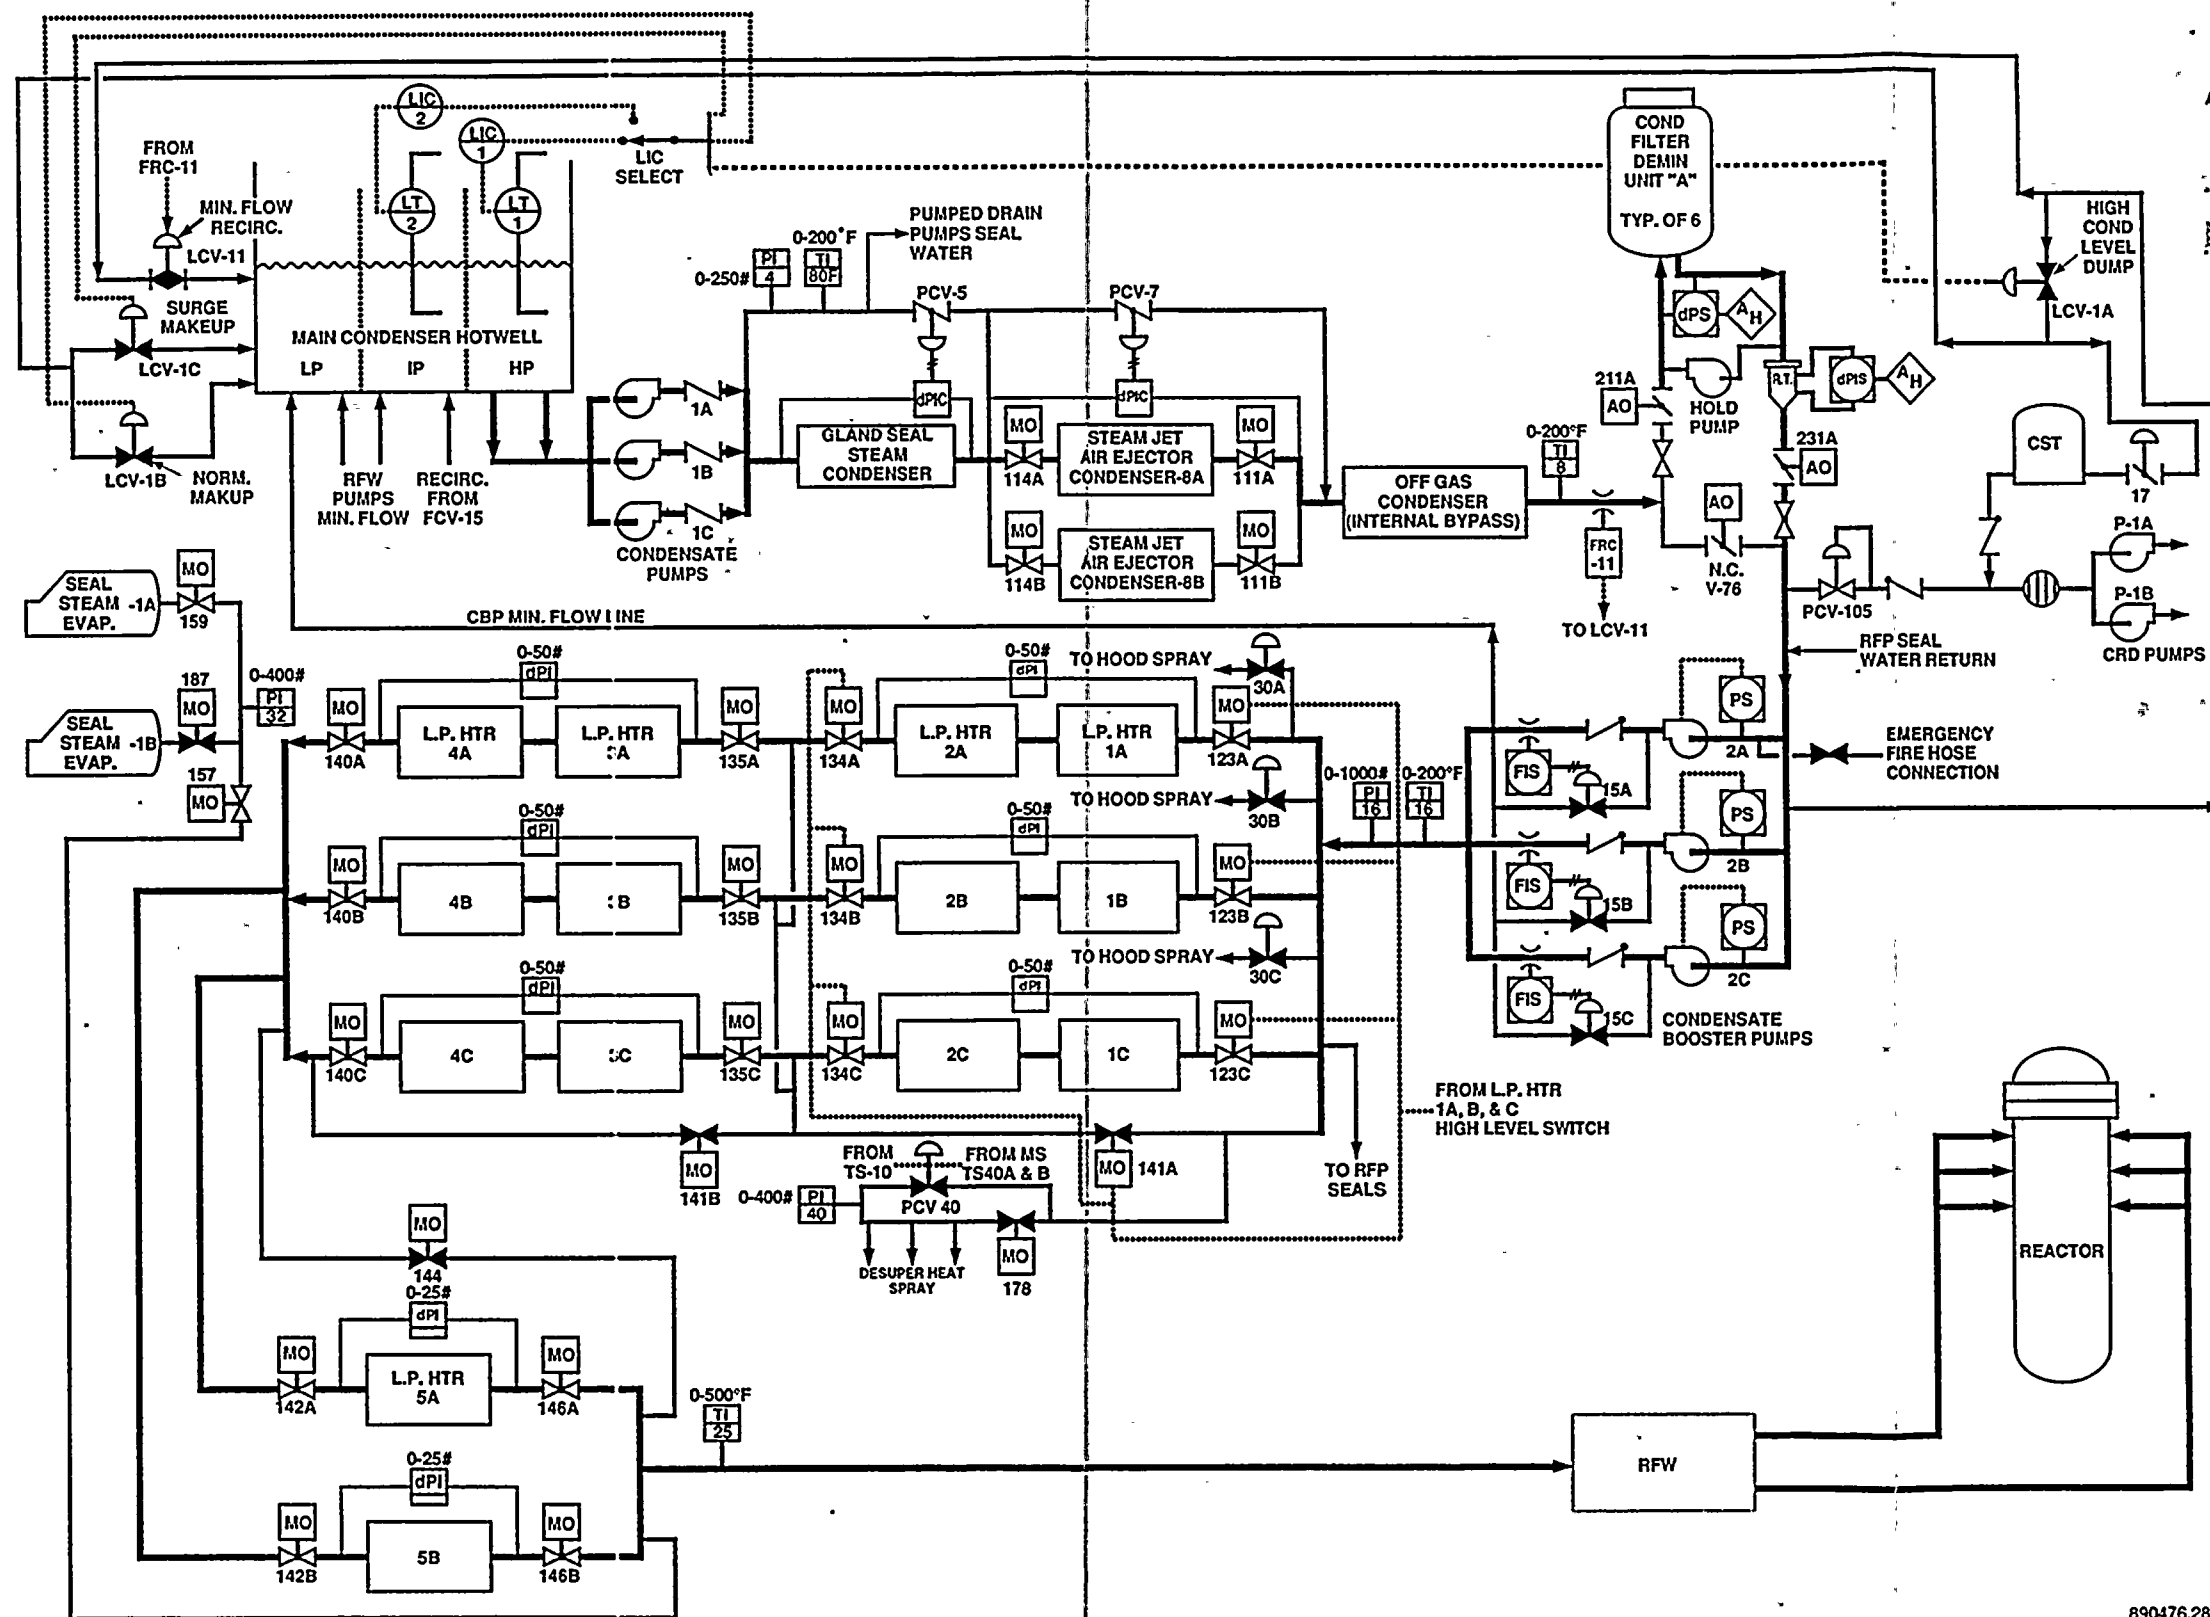 LIC
2
LIC
1
LIC
SELECT
FROM
FRC-11
MIN. FLOW
RECIRC.
LCV-11
SURGE
MAKEUP
LCV-1C
LCV-1B
NORM.
MAKUP
LT
2
LT
1
MAIN CONDENSER HOTWELL
LP
IP
HP
RFW
PUMPS
MIN. FLOW
RECIRC.
FROM
FCV-15
1A
1B
1C
CONDENSATE
PUMPS
0-250#
PI
4
0-200°F
TI
80F
PUMPED DRAIN
PUMPS SEAL
WATER
PCV-5
dPIC
PCV-7
dPIC
GLAND SEAL
STEAM
CONDENSER
MO
114A
STEAM JET
AIR EJECTOR
CONDENSER-8A
MO
111A
MO
114B
STEAM JET
AIR EJECTOR
CONDENSER-8B
MO
111B
OFF GAS
CONDENSER
(INTERNAL BYPASS)
0-200°F
TI
8
FRC
-11
TO LCV-11
COND
FILTER
DEMIN
UNIT "A"
TYP. OF 6
dPS
A
H
211A
AO
HOLD
PUMP
R.T.
dPIS
A
H
231A
AO
AO
N.C.
V-76
HIGH
COND
LEVEL
DUMP
LCV-1A
CST
17
PCV-105
P-1A
P-1B
CRD PUMPS
RFP SEAL
WATER RETURN
EMERGENCY
FIRE HOSE
CONNECTION
SEAL
STEAM -1A
EVAP.
MO
159
SEAL
STEAM -1B
EVAP.
187
MO
157
MO
0-400#
PI
32
CBP MIN. FLOW LINE
MO
140A
0-50#
dPI
L.P. HTR
4A
L.P. HTR
MO
135A
MO
134A
0-50#
dPI
L.P. HTR
2A
L.P. HTR
1A
MO
123A
TO HOOD SPRAY
30A
MO
140B
0-50#
dPI
4B
B
MO
135B
MO
134B
0-50#
dPI
2B
1B
MO
123B
TO HOOD SPRAY
30B
MO
140C
0-50#
dPI
4C
MO
135C
MO
134C
0-50#
dPI
2C
1C
MO
123C
TO HOOD SPRAY
30C
0-1000#
PI
16
0-200°F
TI
16
FIS
15A
PS
2A
FIS
15B
PS
2B
FIS
15C
PS
2C
CONDENSATE
BOOSTER PUMPS
FROM L.P. HTR
1A, B, & C
HIGH LEVEL SWITCH
MO
141B
MO
141A
TO RFP
SEALS
FROM
TS-10
FROM MS
TS40A & B
0-400#
PI
40
PCV 40
DESUPER HEAT
SPRAY
MO
178
MO
144
0-25#
dPI
MO
142A
L.P. HTR
5A
MO
146A
0-25#
dPI
MO
142B
5B
MO
146B
0-500°F
TI
25
RFW
REACTOR
890476.28